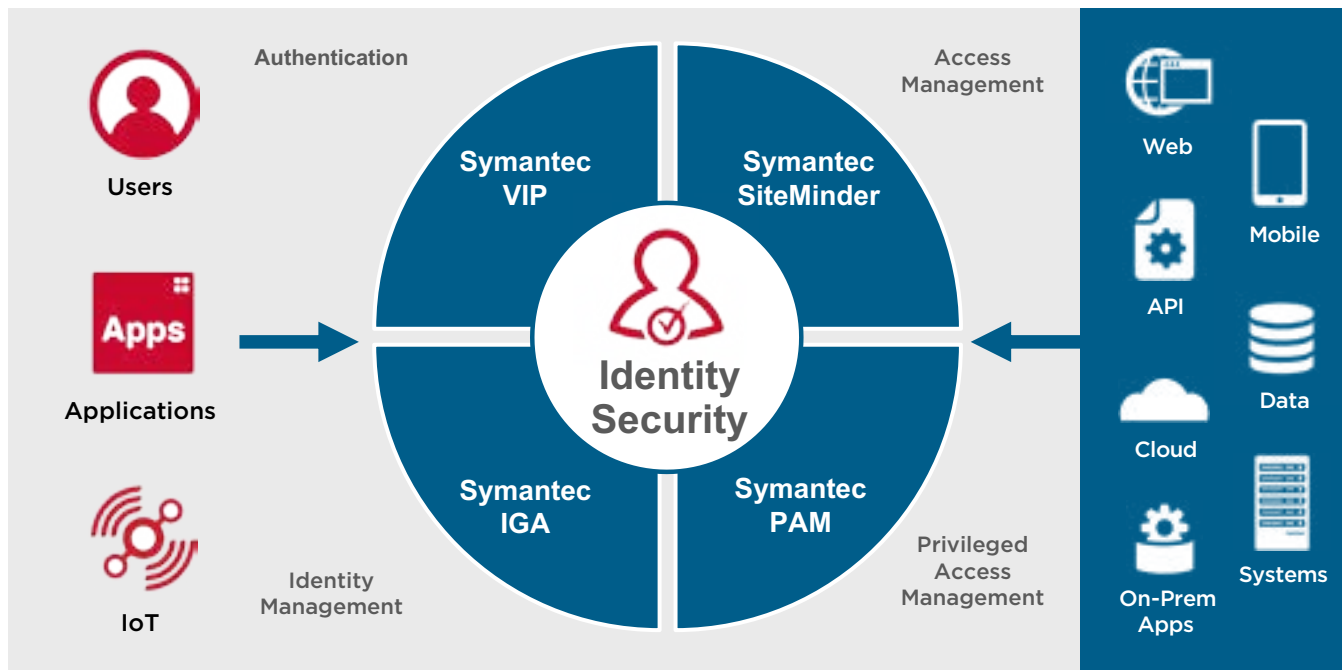 Users
Apps
Applications
IoT
Authentication
Access
Management
Symantec
VIP
Symantec
SiteMinder
Identity
Security
Symantec
IGA
Symantec
PAM
Identity
Management
Privileged
Access
Management
Web
Mobile
API
Data
Cloud
Systems
On-Prem
Apps